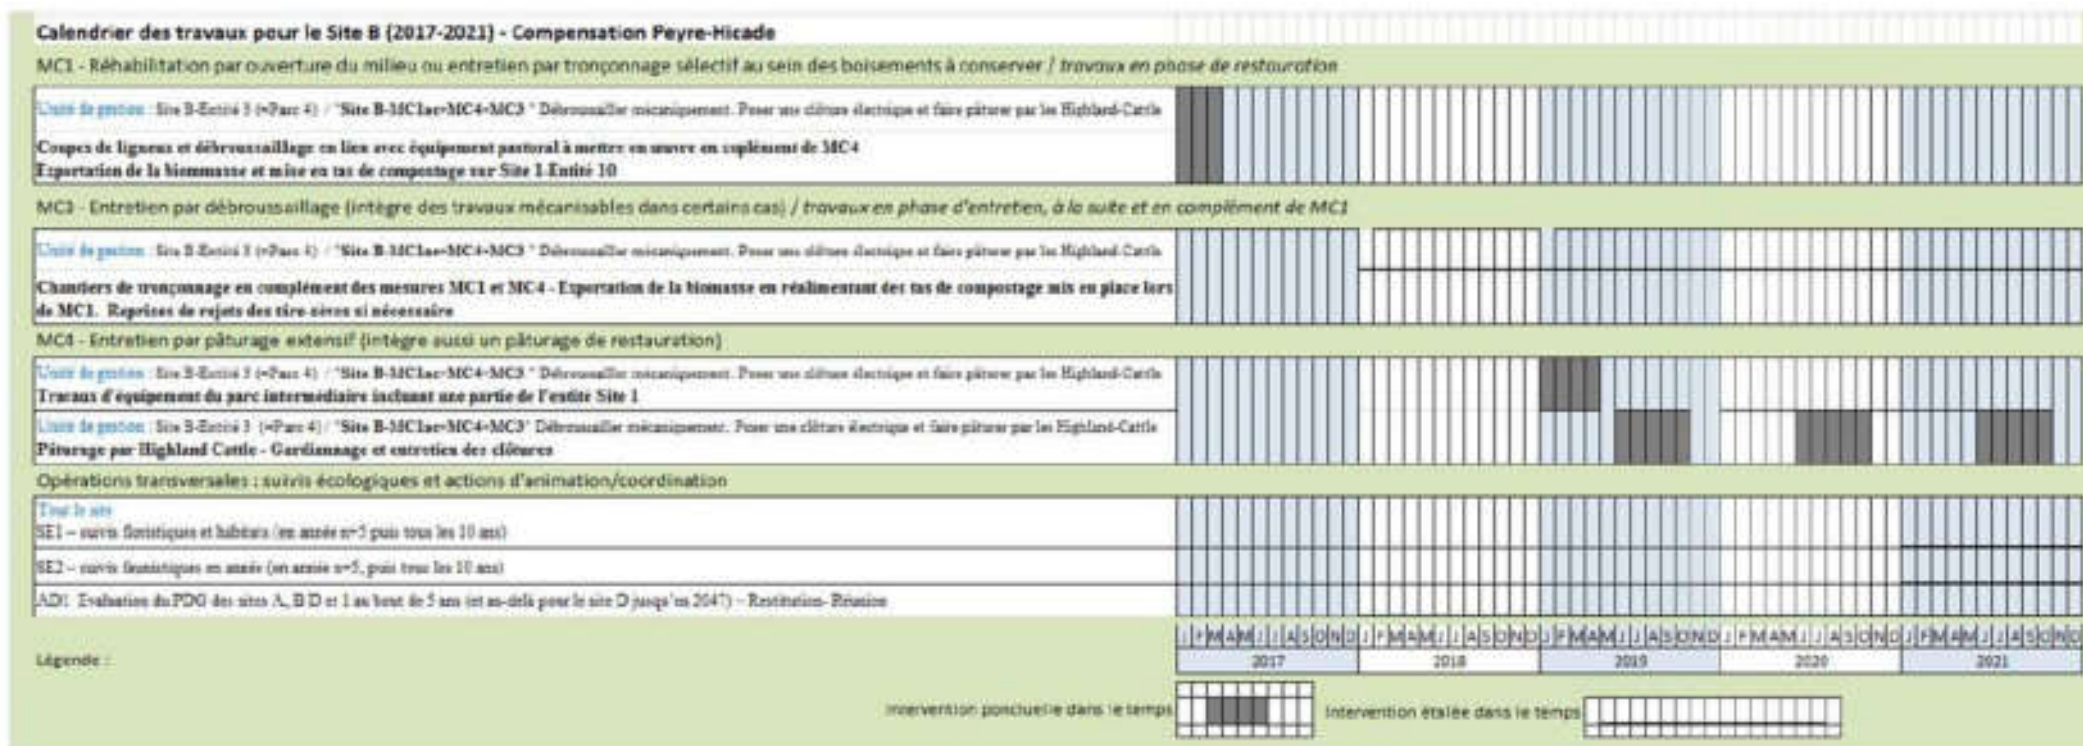 Calendrier des travaux pour le Site B (2017-2021) - Compensation Peyre-Hicade
MC1 - Réhabilitation par ouverture du milieu ou entretien par tronçonnage sélectif au sein des boisements à conserver / travaux en phase de restauration
Unité de gestion : Site B-Entité 3 (=Parc 4) / "Site B-MC1ac+MC4+MC3 " Débroussailler mécaniquement. Poser une clôture électrique et faire pâturer par les Highland-Cattle
Coupes de ligneux et débroussaillage en lien avec équipement pastoral à mettre en œuvre en suplément de MC4
Exportation de la biommasse et mise en tas de compostage sur Site 1-Entité 10
MC3 - Entretien par débroussaillage (intègre des travaux mécanisables dans certains cas) / travaux en phase d'entretien, à la suite et en complément de MC1
Unité de gestion : Site B-Entité 3 (=Parc 4) / "Site B-MC1ac+MC4+MC3 " Débroussailler mécaniquement. Poser une clôture électrique et faire pâturer par les Highland-Cattle
Chantiers de tronçonnage en complément des mesures MC1 et MC4 - Exportation de la biomasse en réalimentant des tas de compostage mis en place lors
de MC1. Reprises de rejets des tire-sèves si nécessaire
MC4 - Entretien par pâturage extensif (intègre aussi un pâturage de restauration)
Unité de gestion : Site B-Entité 3 (=Parc 4) / "Site B-MC1ac+MC4+MC3 " Débroussailler mécaniquement. Poser une clôture électrique et faire pâturer par les Highland-Cattle
Travaux d'équipement du parc intermédiaire incluant une partie de l'entité Site 1
Unité de gestion : Site B-Entité 3 (=Parc 4) / "Site B-MC1ac+MC4+MC3" Débroussailler mécaniquement. Poser une clôture électrique et faire pâturer par les Highland-Cattle
Pâturage par Highland Cattle - Gardiannage et entretien des clôtures
Opérations transversales : suivis écologiques et actions d'animation/coordination
Tout le site
SE1 – suivis floristiques et habitats (en année n+5 puis tous les 10 ans)
SE2 – suivis faunistiques en année (en année n+5, puis tous les 10 ans)
AD1 Evaluation du PDG des sites A, B D et 1 au bout de 5 ans (et au-delà pour le site D jusqu'en 2047) – Restitution- Réunion
J F M A M J J A S O N D J F M A M J J A S O N D J F M A M J J A S O N D J F M A M J J A S O N D J F M A M J J A S O N D
Légende : 2017 2018 2019 2020 2021
Intervention ponctuelle dans le temps Intervention étalée dans le temps